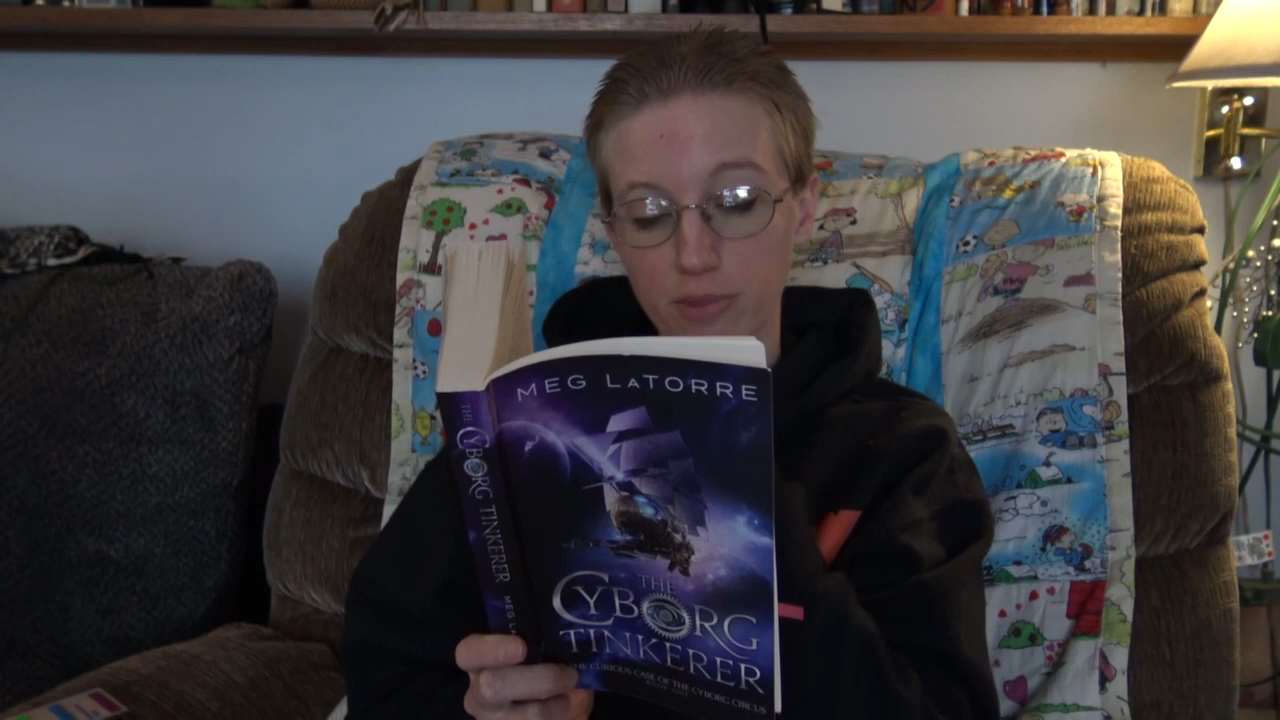 MEG LATORRE
THE
CYBORG
TINKERER
THE CURIOUS CASE OF THE CYBORG CIRCUS
THE CYBORG TINKERER
MEG LA